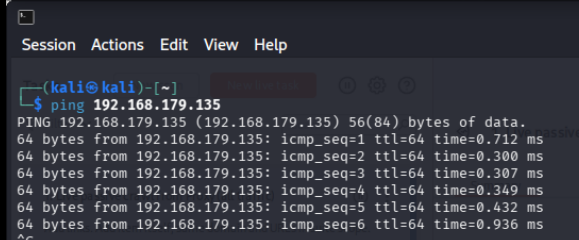 Session Actions Edit View Help
┌──(kali㉿kali)-[~]
└─$ ping 192.168.179.135
PING 192.168.179.135 (192.168.179.135) 56(84) bytes of data.
64 bytes from 192.168.179.135: icmp_seq=1 ttl=64 time=0.712 ms
64 bytes from 192.168.179.135: icmp_seq=2 ttl=64 time=0.300 ms
64 bytes from 192.168.179.135: icmp_seq=3 ttl=64 time=0.307 ms
64 bytes from 192.168.179.135: icmp_seq=4 ttl=64 time=0.349 ms
64 bytes from 192.168.179.135: icmp_seq=5 ttl=64 time=0.432 ms
64 bytes from 192.168.179.135: icmp_seq=6 ttl=64 time=0.936 ms